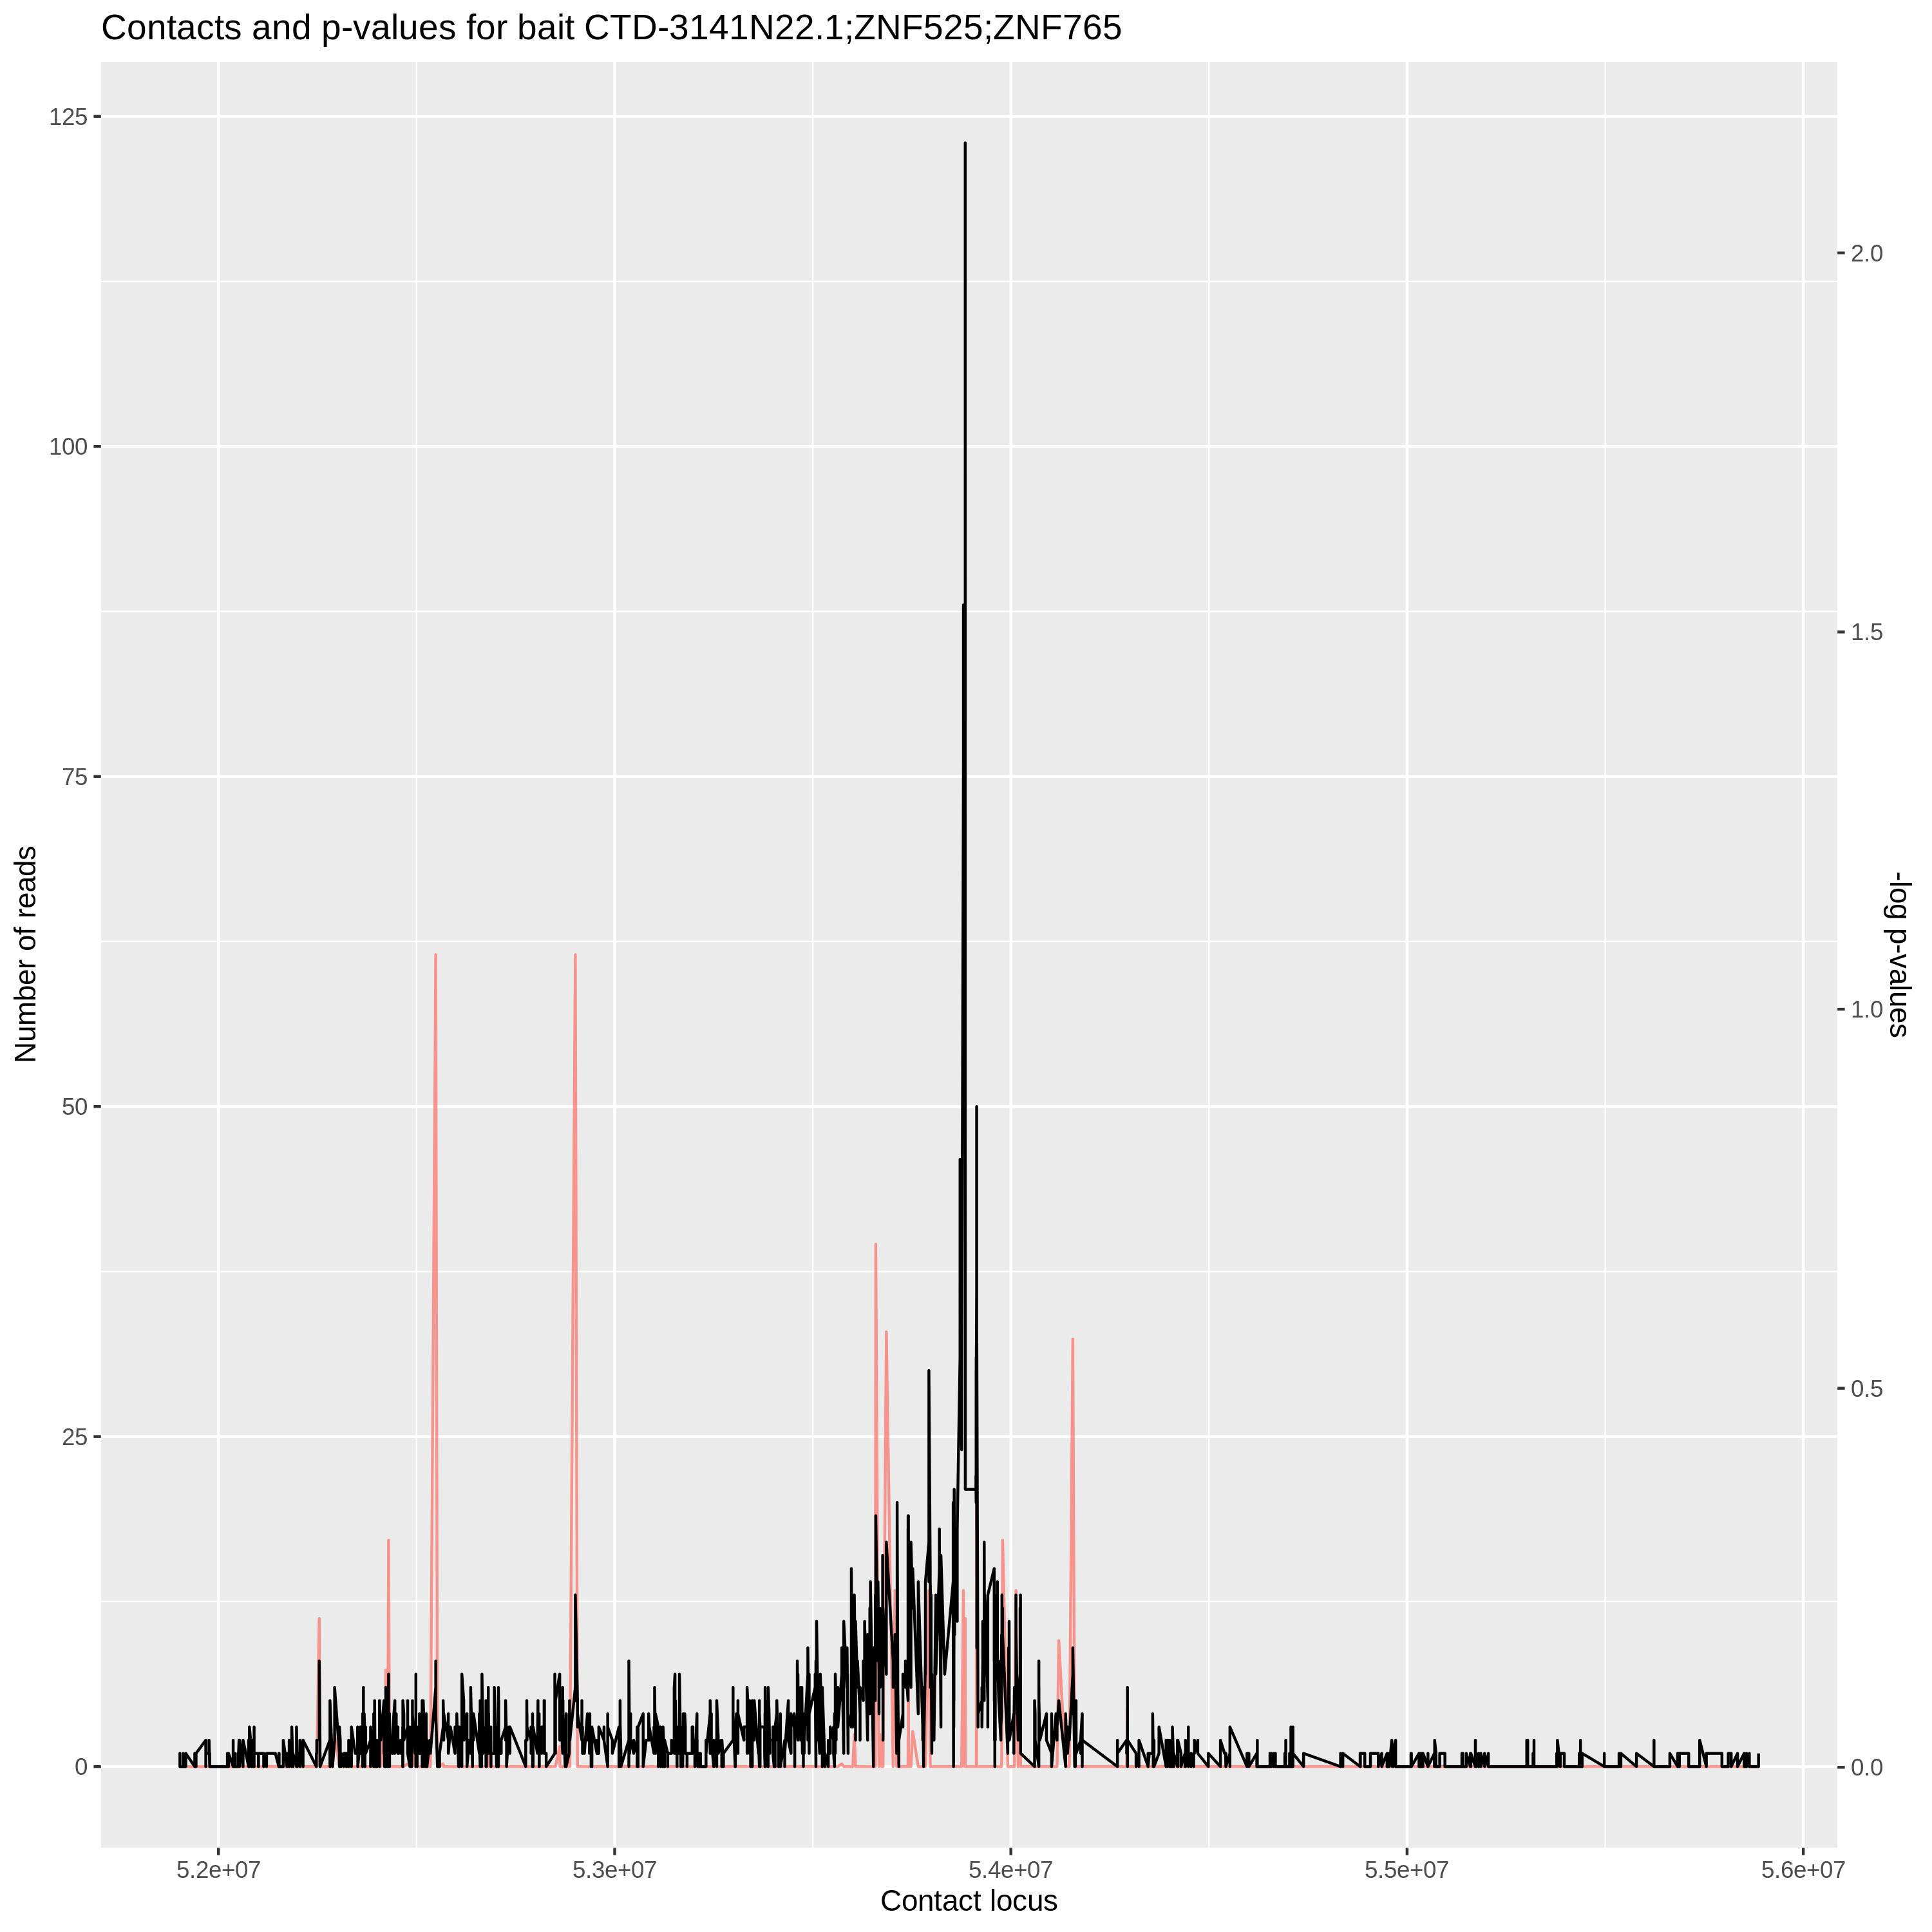 Contacts and p-values for bait CTD-3141N22.1;ZNF525;ZNF765
125
100
75
50
25
0
Number of reads
2.0
1.5
1.0
0.5
0.0
-log p-values
5.2e+07 5.3e+07 5.4e+07 5.5e+07 5.6e+07
Contact locus